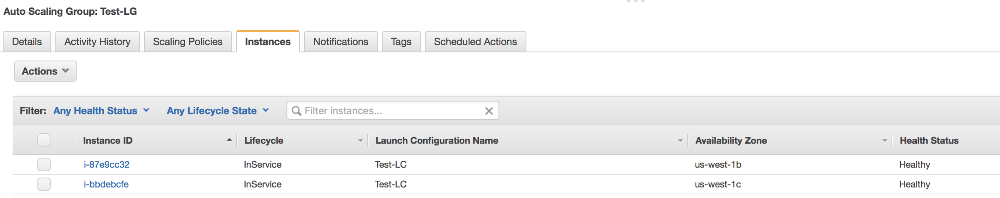 Auto Scaling Group: Test-LG
Details Activity History Scaling Policies Instances Notifications Tags Scheduled Actions
Actions
Filter: Any Health Status Any Lifecycle State Filter instances...
Instance ID Lifecycle Launch Configuration Name Availability Zone Health Status
i-87e9cc32 InService Test-LC us-west-1b Healthy
i-bbdebcfe InService Test-LC us-west-1c Healthy